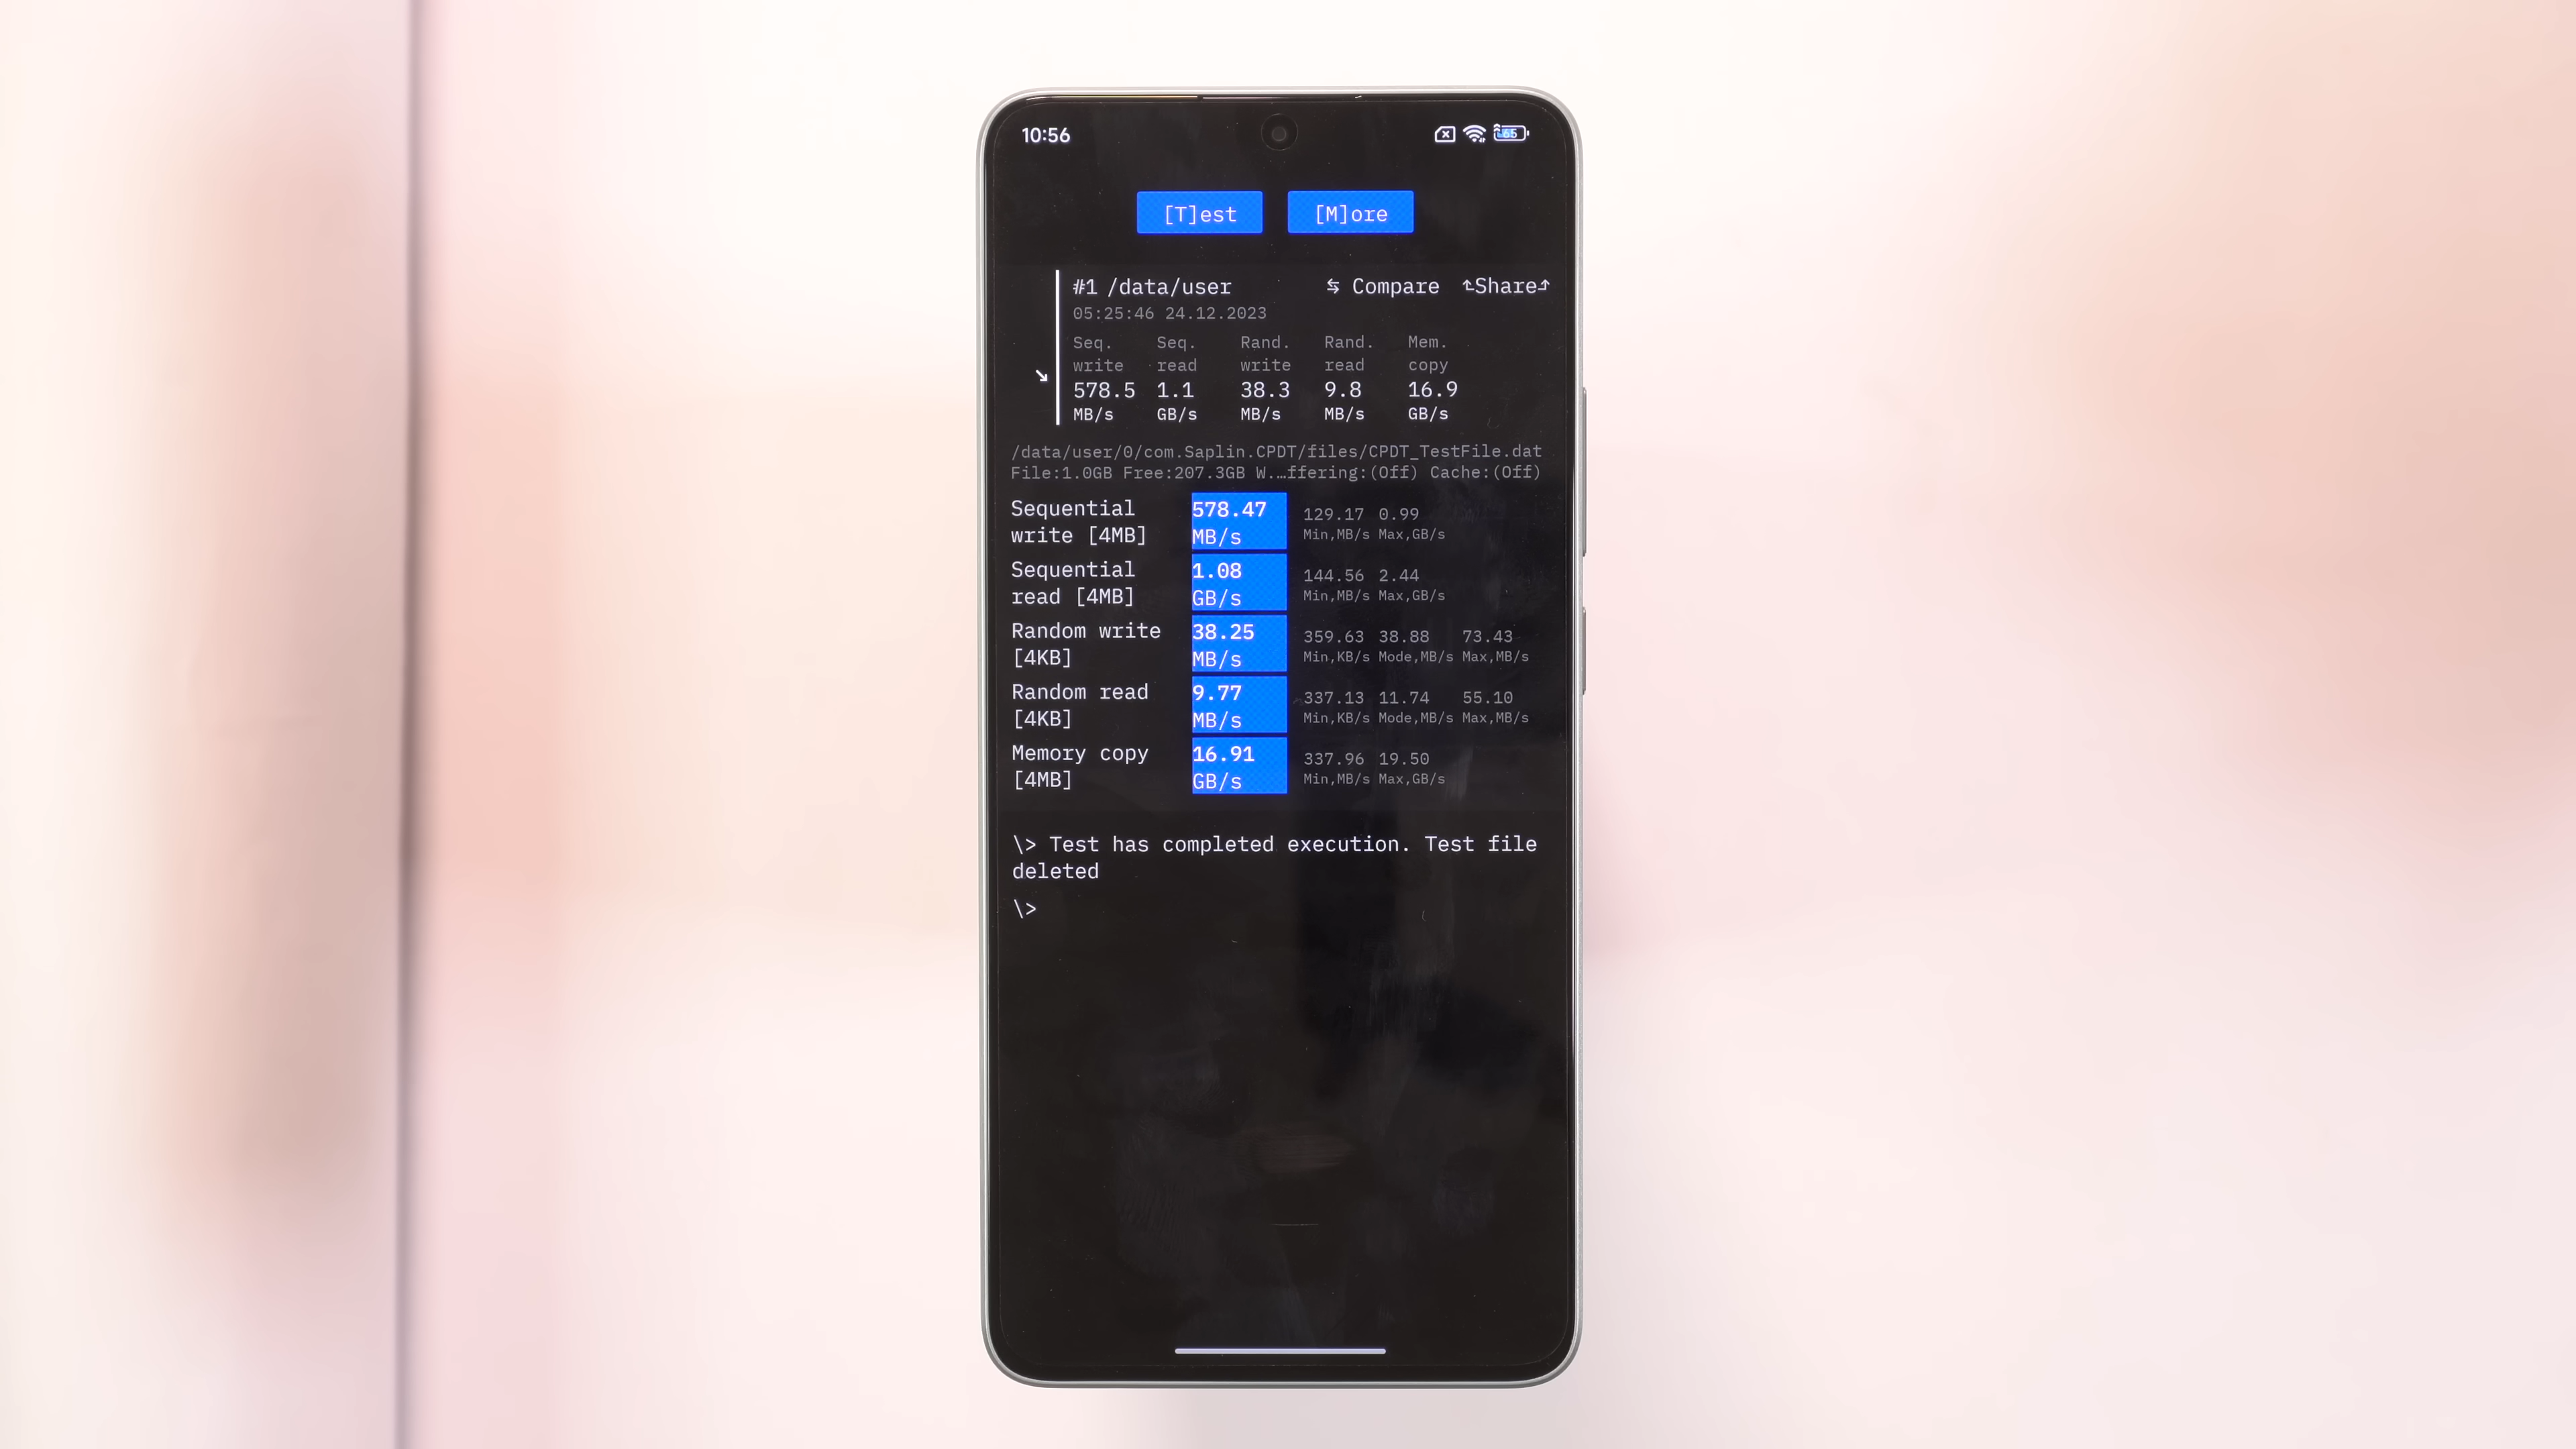 10:56
65
[T]est [M]ore
#1 /data/user ⇆ Compare Share
05:25:46 24.12.2023
Seq. Seq. Rand. Rand. Mem.
write read write read copy
578.5 1.1 38.3 9.8 16.9
MB/s GB/s MB/s MB/s GB/s
/data/user/0/com.Saplin.CPDT/files/CPDT_TestFile.dat
File:1.0GB Free:207.3GB W.…ffering:(Off) Cache:(Off)
Sequential 578.47 129.17 0.99
write [4MB] MB/s Min,MB/s Max,GB/s
Sequential 1.08 144.56 2.44
read [4MB] GB/s Min,MB/s Max,GB/s
Random write 38.25 359.63 38.88 73.43
[4KB] MB/s Min,KB/s Mode,MB/s Max,MB/s
Random read 9.77 337.13 11.74 55.10
[4KB] MB/s Min,KB/s Mode,MB/s Max,MB/s
Memory copy 16.91 337.96 19.50
[4MB] GB/s Min,MB/s Max,GB/s
\> Test has completed execution. Test file
deleted
\>